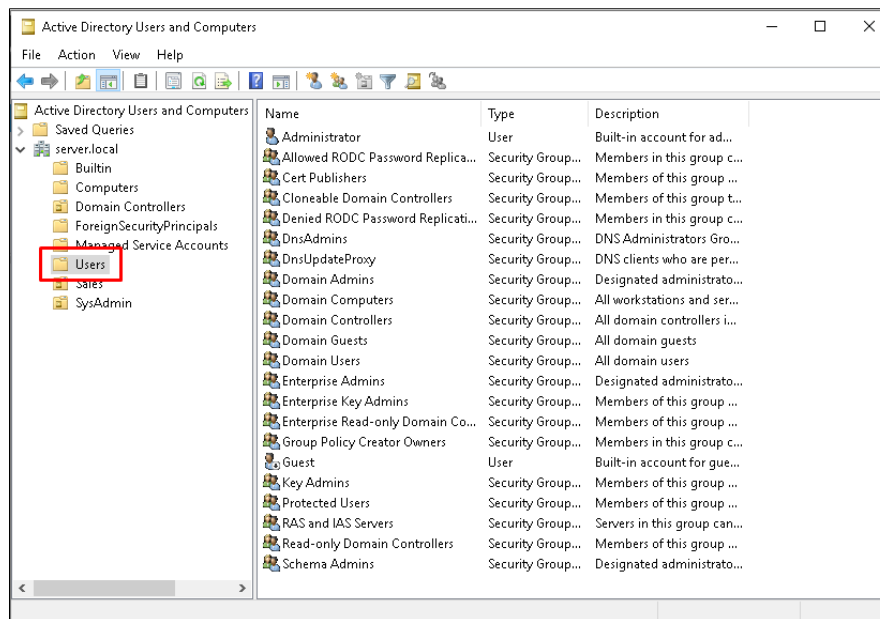 Active Directory Users and Computers
File Action View Help
Active Directory Users and Computers
Saved Queries
server.local
Builtin
Computers
Domain Controllers
ForeignSecurityPrincipals
Managed Service Accounts
Users
Sales
SysAdmin
Name Type Description
Administrator User Built-in account for ad...
Allowed RODC Password Replica... Security Group... Members in this group c...
Cert Publishers Security Group... Members of this group ...
Cloneable Domain Controllers Security Group... Members of this group t...
Denied RODC Password Replicati... Security Group... Members in this group c...
DnsAdmins Security Group... DNS Administrators Gro...
DnsUpdateProxy Security Group... DNS clients who are per...
Domain Admins Security Group... Designated administrato...
Domain Computers Security Group... All workstations and ser...
Domain Controllers Security Group... All domain controllers i...
Domain Guests Security Group... All domain guests
Domain Users Security Group... All domain users
Enterprise Admins Security Group... Designated administrato...
Enterprise Key Admins Security Group... Members of this group ...
Enterprise Read-only Domain Co... Security Group... Members of this group ...
Group Policy Creator Owners Security Group... Members in this group c...
Guest User Built-in account for gue...
Key Admins Security Group... Members of this group ...
Protected Users Security Group... Members of this group ...
RAS and IAS Servers Security Group... Servers in this group can...
Read-only Domain Controllers Security Group... Members of this group ...
Schema Admins Security Group... Designated administrato...